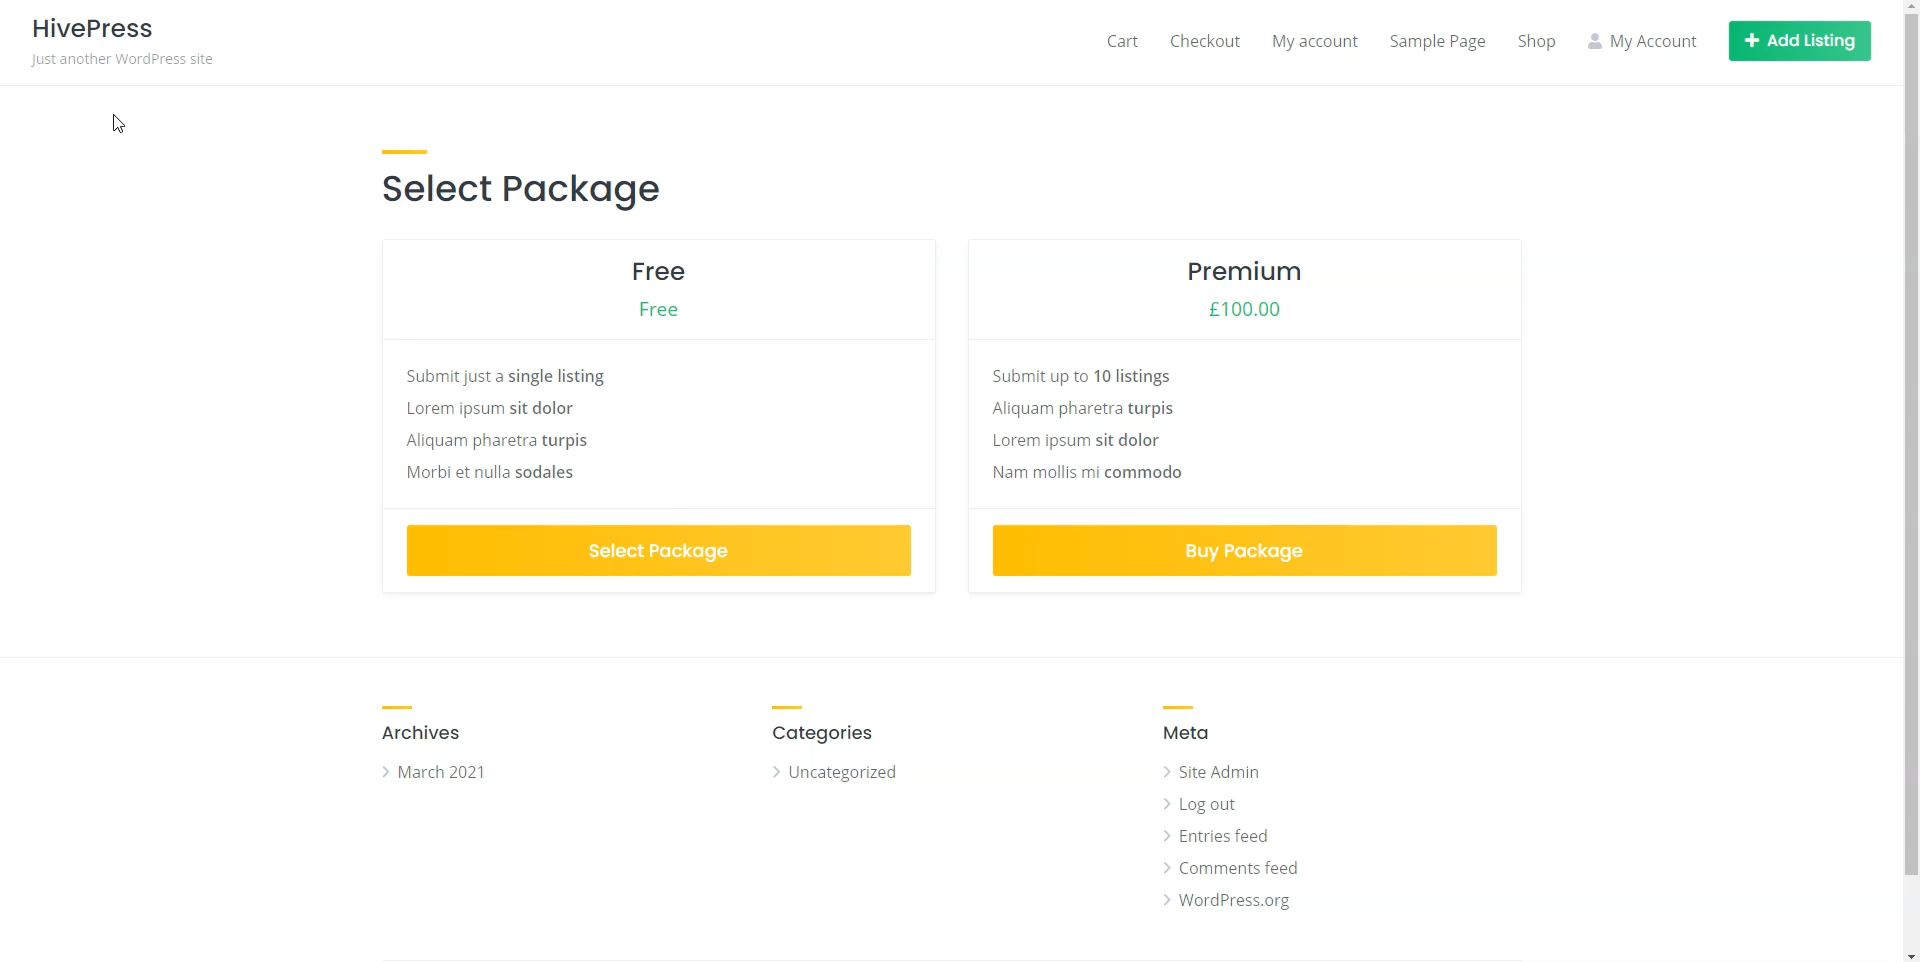 HivePress
Just another WordPress site
Cart
Checkout
My account
Sample Page
Shop
My Account
Add Listing
Select Package
Free
Free
Submit just a single listing
Lorem ipsum sit dolor
Aliquam pharetra turpis
Morbi et nulla sodales
Select Package
Premium
£100.00
Submit up to 10 listings
Aliquam pharetra turpis
Lorem ipsum sit dolor
Nam mollis mi commodo
Buy Package
Archives
March 2021
Categories
Uncategorized
Meta
Site Admin
Log out
Entries feed
Comments feed
WordPress.org